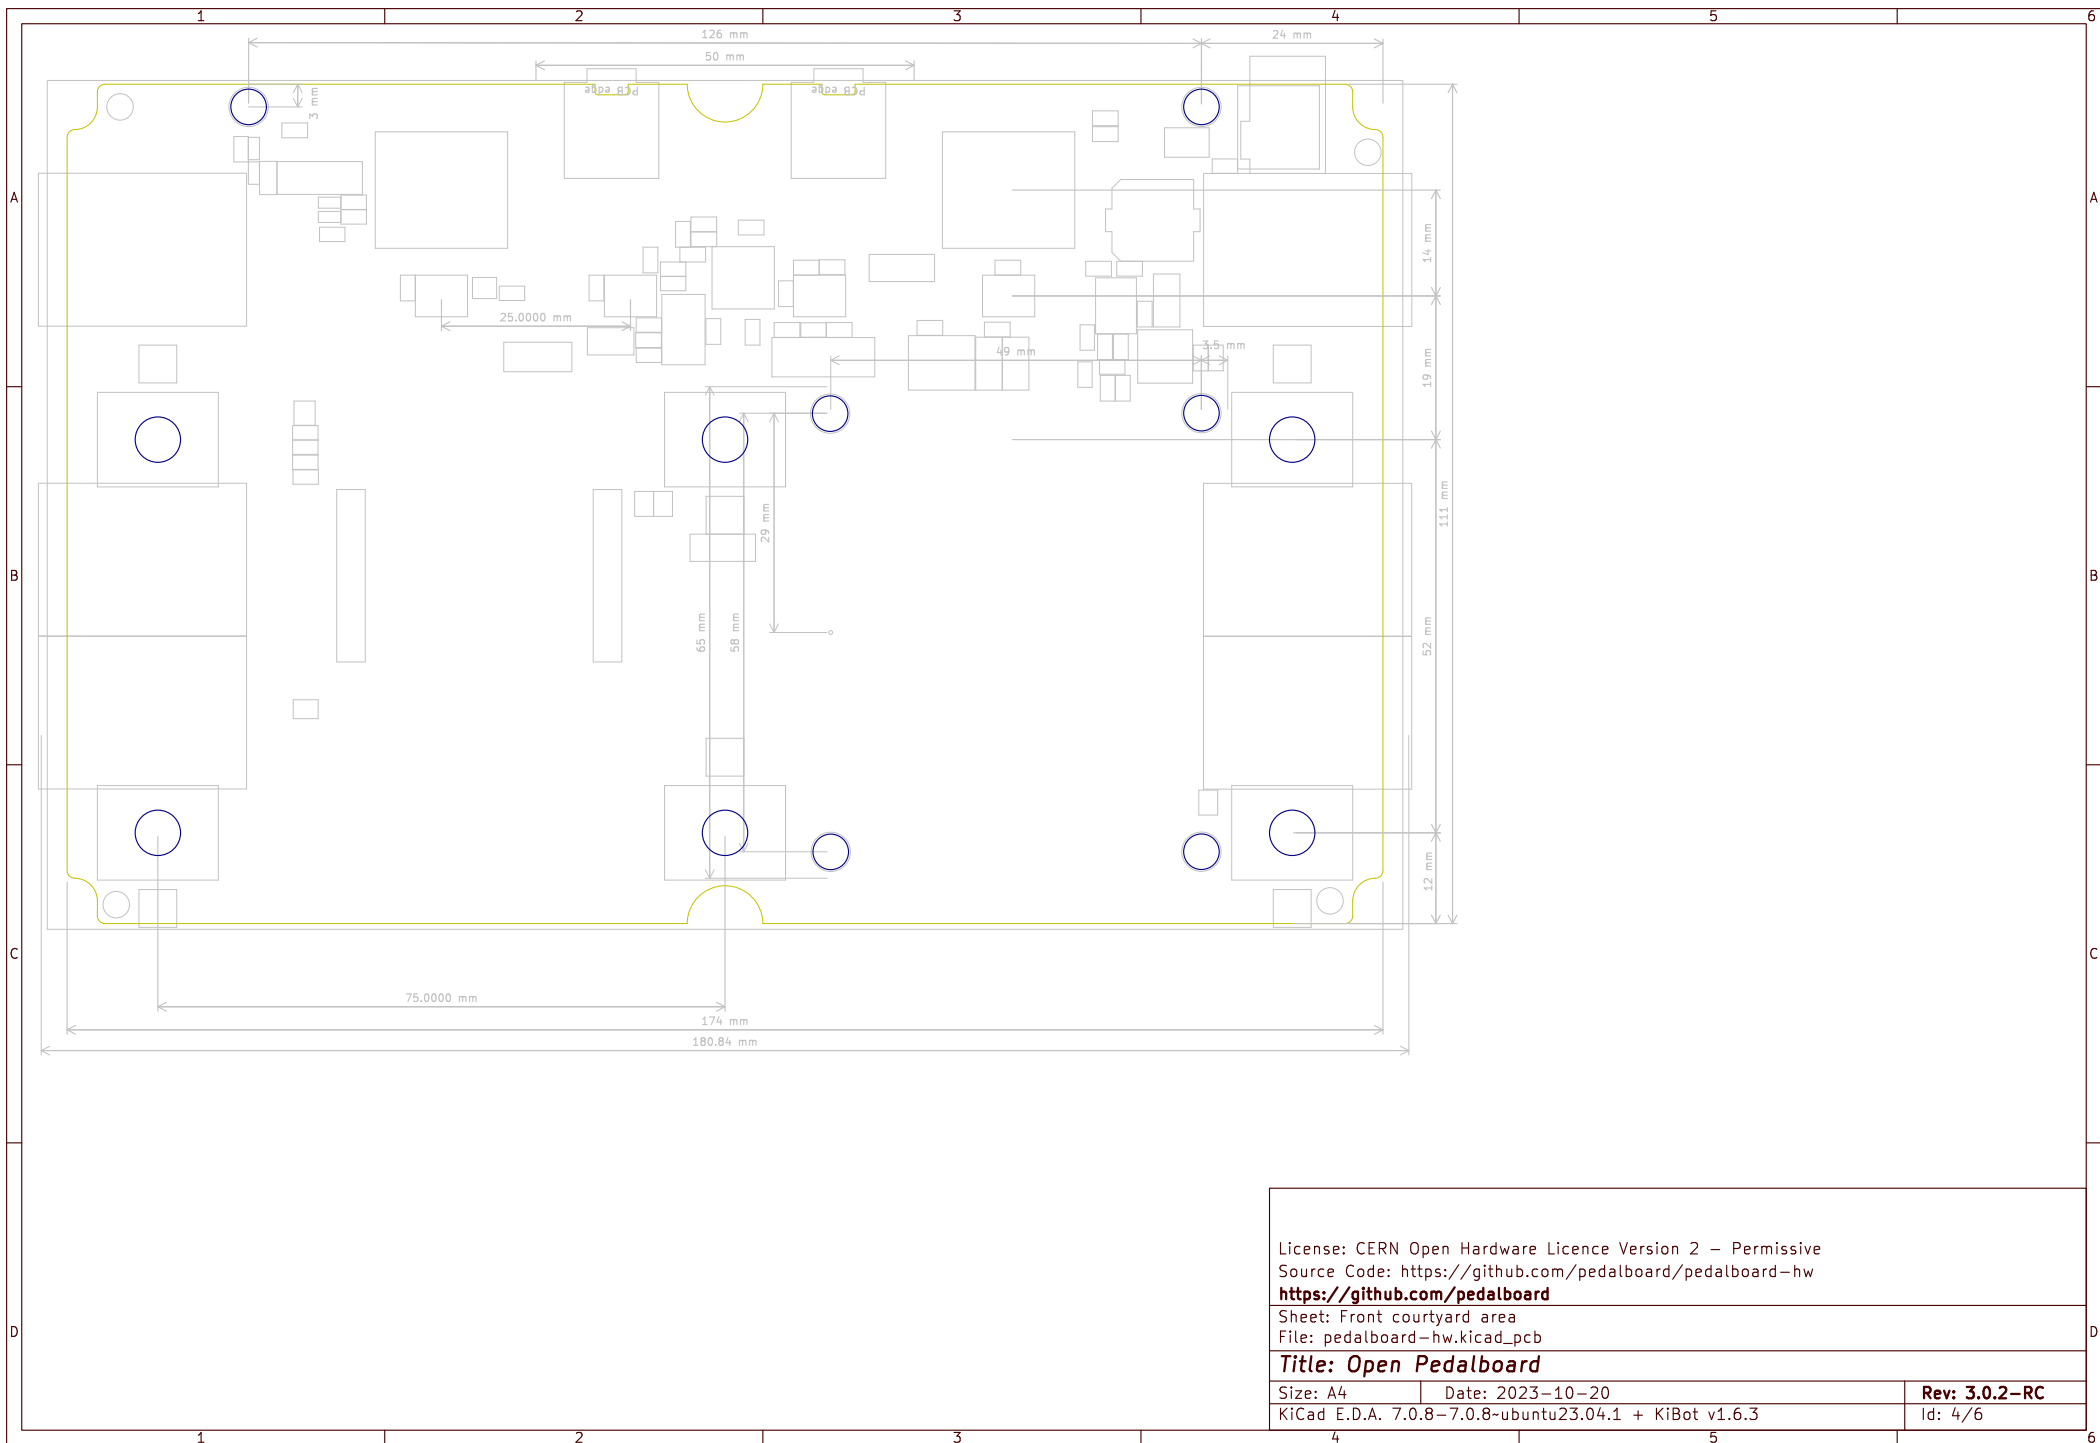 1 2 3 4 5 6
126 mm
24 mm
50 mm
PCB edge
PCB edge
3 mm
A
A
14 mm
25.0000 mm
3.5 mm
49 mm
19 mm
B
B
29 mm
111 mm
65 mm
58 mm
52 mm
12 mm
C
C
75.0000 mm
174 mm
180.84 mm
License: CERN Open Hardware Licence Version 2 - Permissive
Source Code: https://github.com/pedalboard/pedalboard-hw
https://github.com/pedalboard
Sheet: Front courtyard area
File: pedalboard-hw.kicad_pcb
D
D
Title: Open Pedalboard
Size: A4
Date: 2023-10-20
Rev: 3.0.2-RC
KiCad E.D.A. 7.0.8-7.0.8~ubuntu23.04.1 + KiBot v1.6.3
Id: 4/6
1 2 3 4 5 6